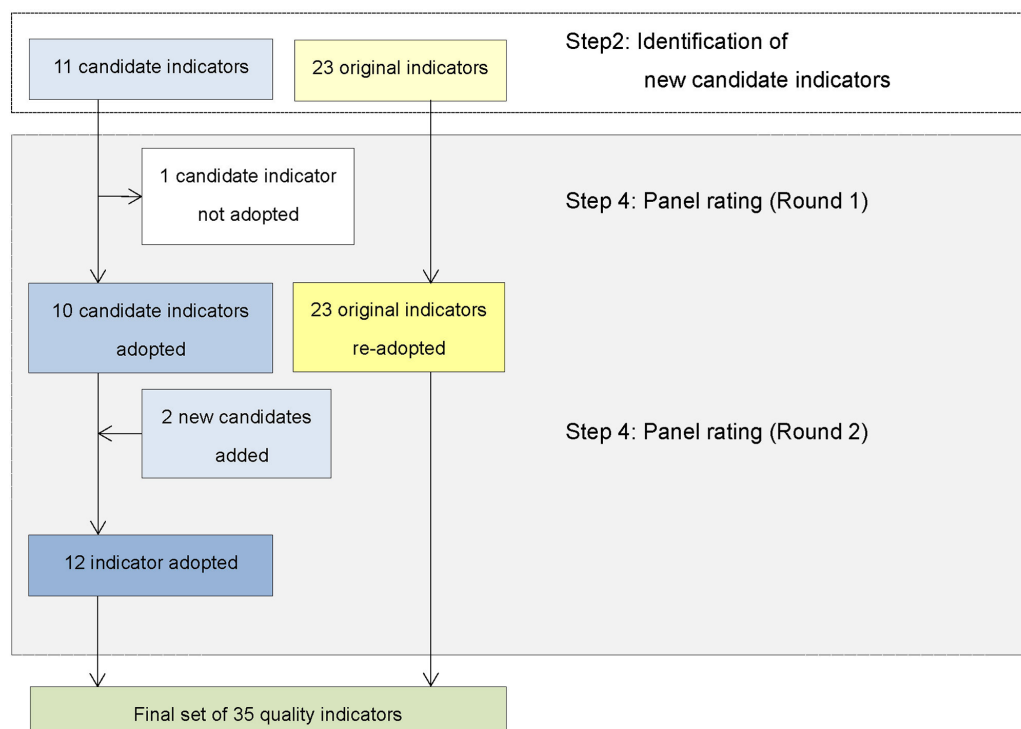 11 candidate indicators
23 original indicators
Step2: Identification of
new candidate indicators
1 candidate indicator
not adopted
Step 4: Panel rating (Round 1)
10 candidate indicators
adopted
23 original indicators
re-adopted
2 new candidates
added
Step 4: Panel rating (Round 2)
12 indicator adopted
Final set of 35 quality indicators